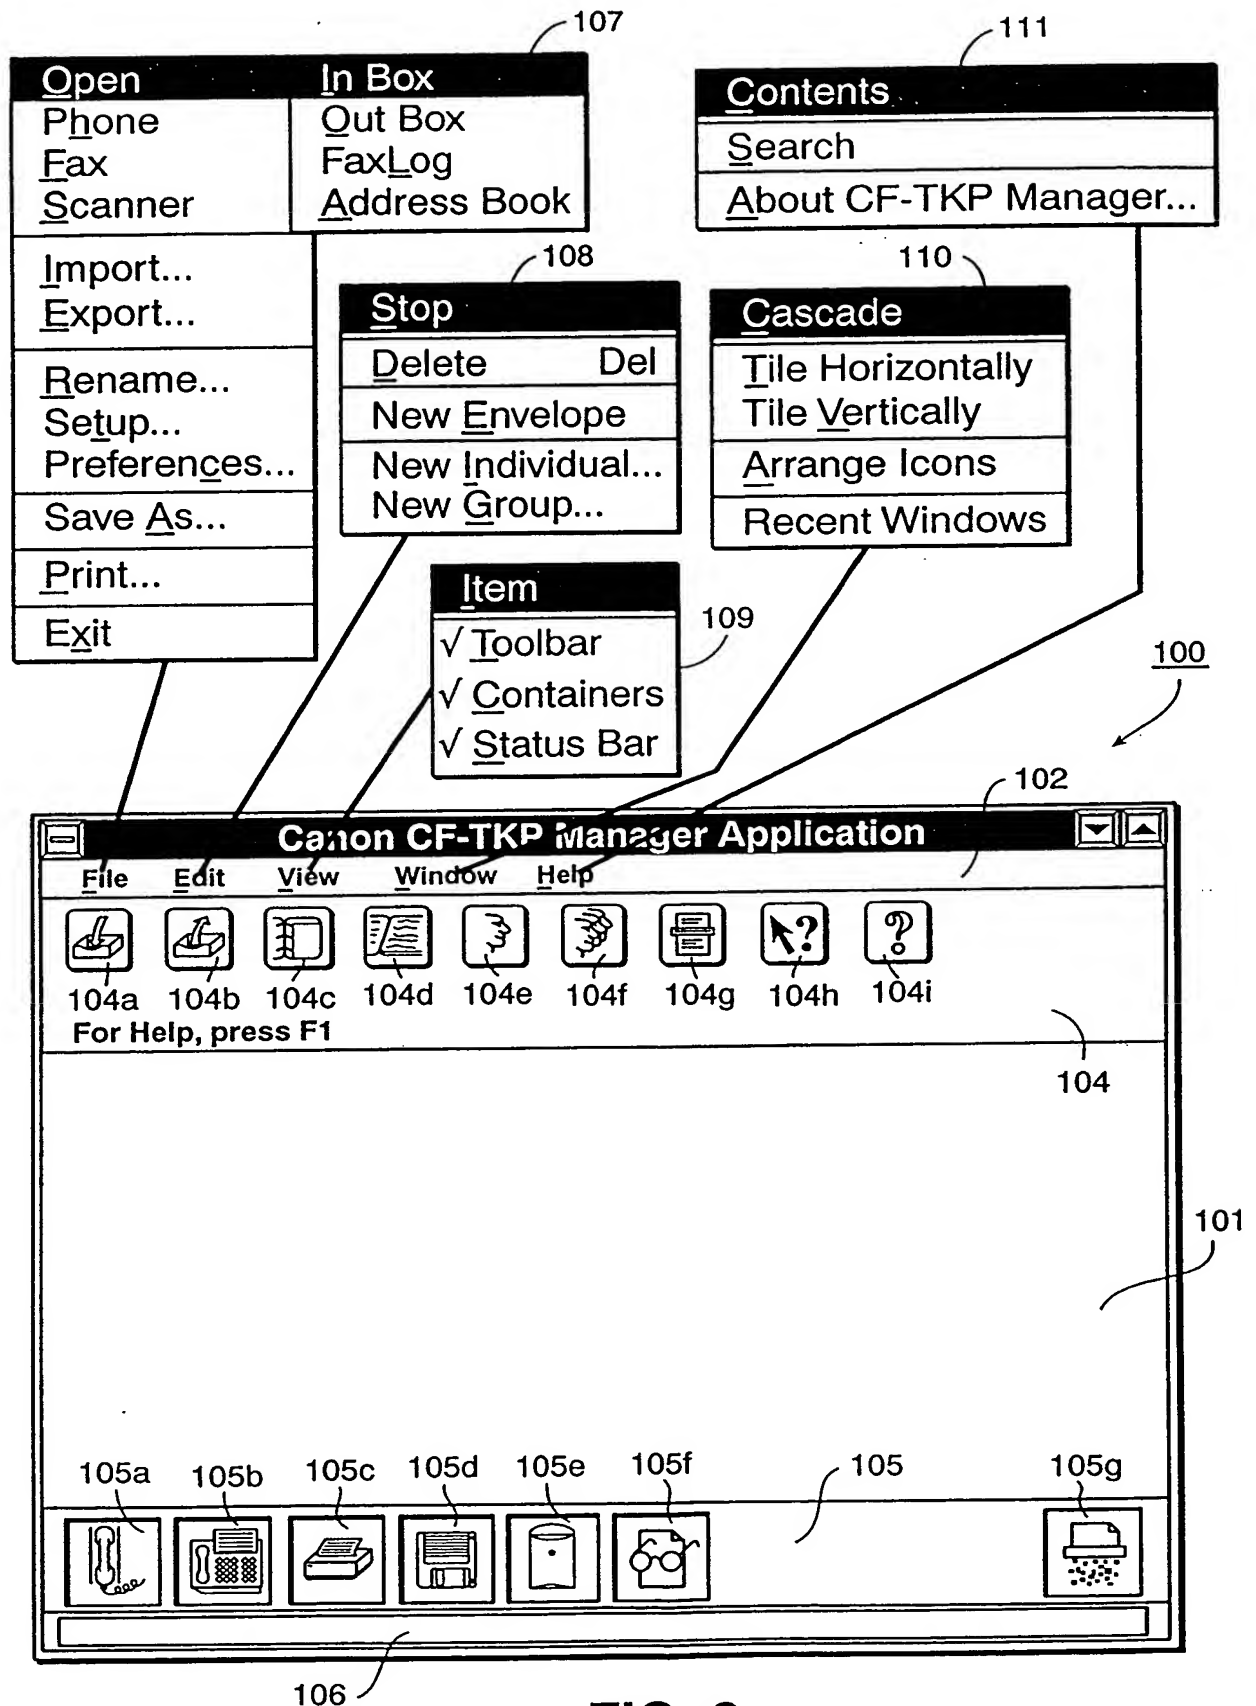 107
Open In Box
Phone Out Box
Fax FaxLog
Scanner Address Book
Import...
Export...
Rename...
Setup...
Preferences...
Save As...
Print...
Exit
111
Contents
Search
About CF-TKP Manager...
108
Stop
Delete Del
New Envelope
New Individual...
New Group...
110
Cascade
Tile Horizontally
Tile Vertically
Arrange Icons
Recent Windows
Item
√ Toolbar
√ Containers
√ Status Bar
109
100
102
Canon CF-TKP Manager Application
File Edit View Window Help
? ?
104a 104b 104c 104d 104e 104f 104g 104h 104i
For Help, press F1
104
101
105a 105b 105c 105d 105e 105f 105 105g
106